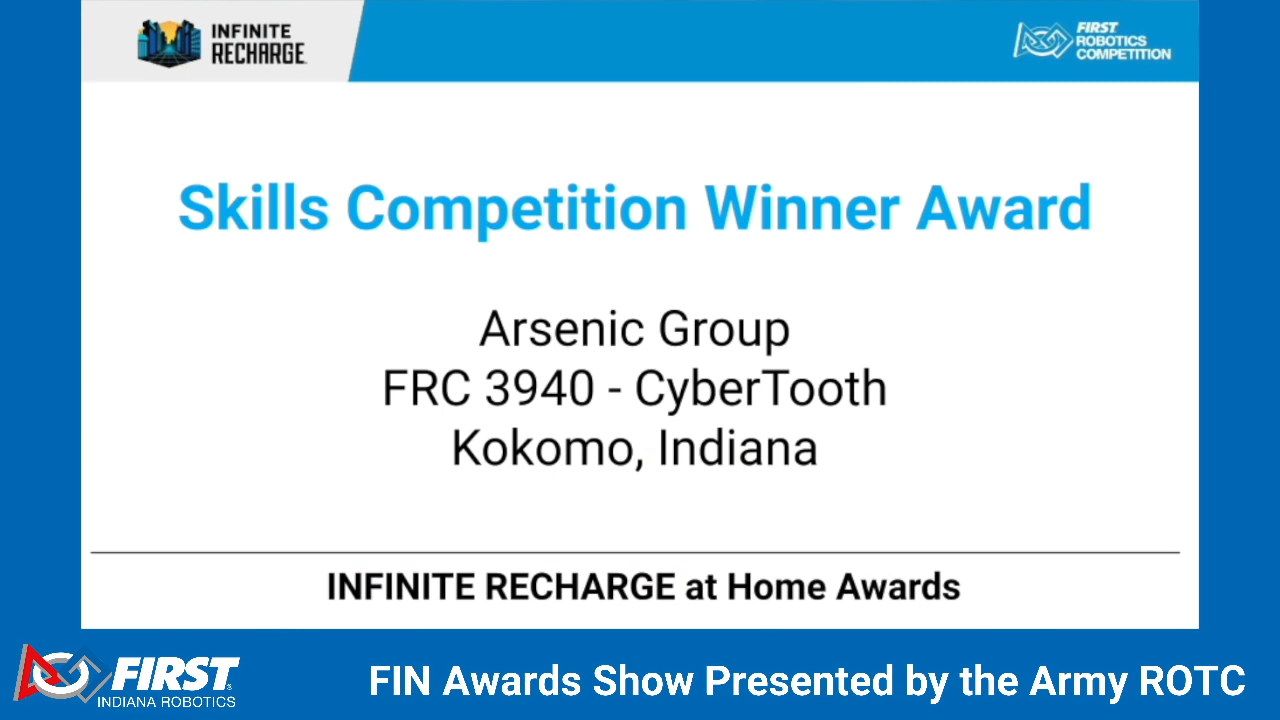 INFINITE
RECHARGE
FIRST
ROBOTICS
COMPETITION
Skills Competition Winner Award
Arsenic Group
FRC 3940 - CyberTooth
Kokomo, Indiana
INFINITE RECHARGE at Home Awards
FIRST
INDIANA ROBOTICS
FIN Awards Show Presented by the Army ROTC